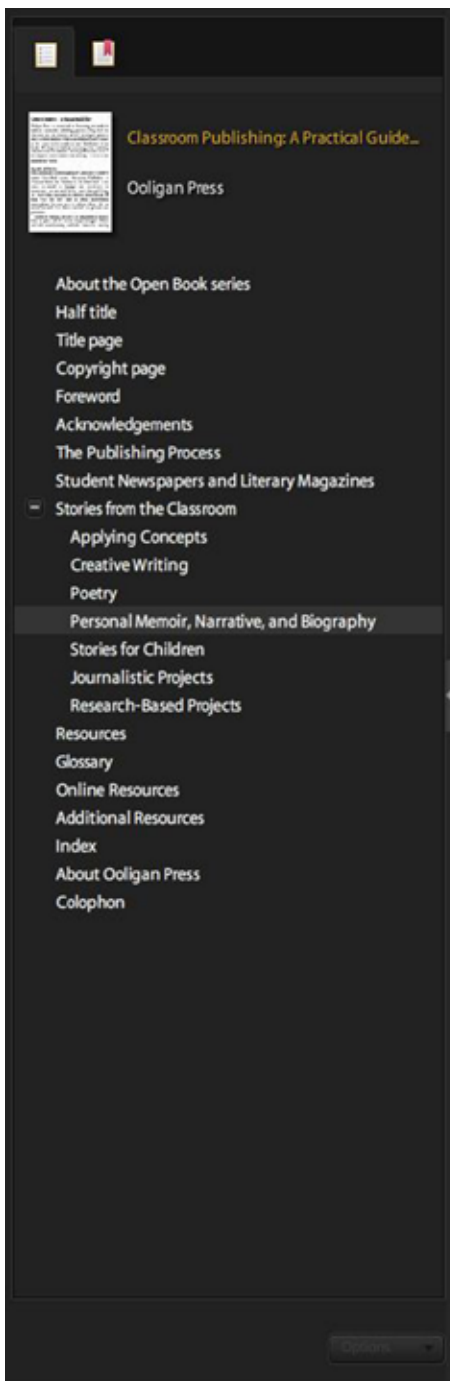 Classroom Publishing: A Practical Guide...
Ooligan Press
About the Open Book series
Half title
Title page
Copyright page
Foreword
Acknowledgements
The Publishing Process
Student Newspapers and Literary Magazines
Stories from the Classroom
Applying Concepts
Creative Writing
Poetry
Personal Memoir, Narrative, and Biography
Stories for Children
Journalistic Projects
Research-Based Projects
Resources
Glossary
Online Resources
Additional Resources
Index
About Ooligan Press
Colophon
Options